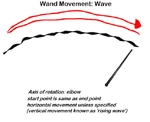 Wand Movement: Wave
Axis of rotation: elbow
start point is same as end point
horizontal movement unless specified
(vertical movement known as 'rising wave')